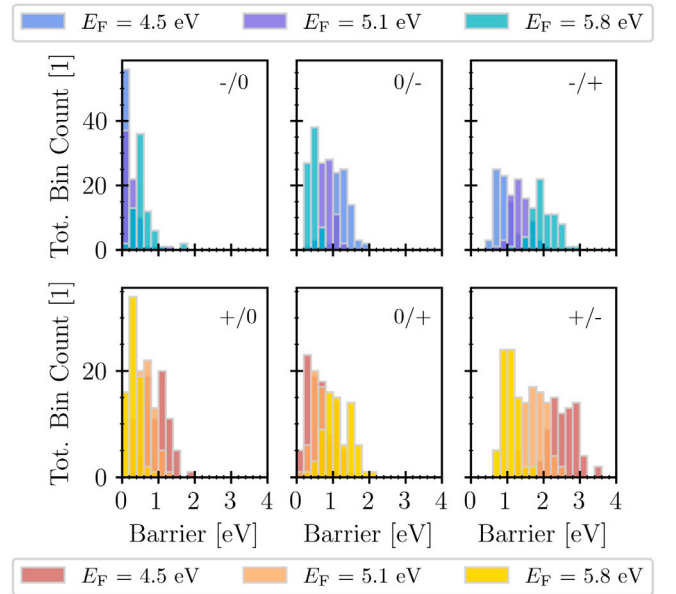 E_F = 4.5 eV E_F = 5.1 eV E_F = 5.8 eV
Tot. Bin Count [1]
40
20
0
-/0
0/-
-/+
Tot. Bin Count [1]
20
0
+/0
0/+
+/-
0 1 2 3 4 0 1 2 3 4 0 1 2 3 4
Barrier [eV] Barrier [eV] Barrier [eV]
E_F = 4.5 eV E_F = 5.1 eV E_F = 5.8 eV